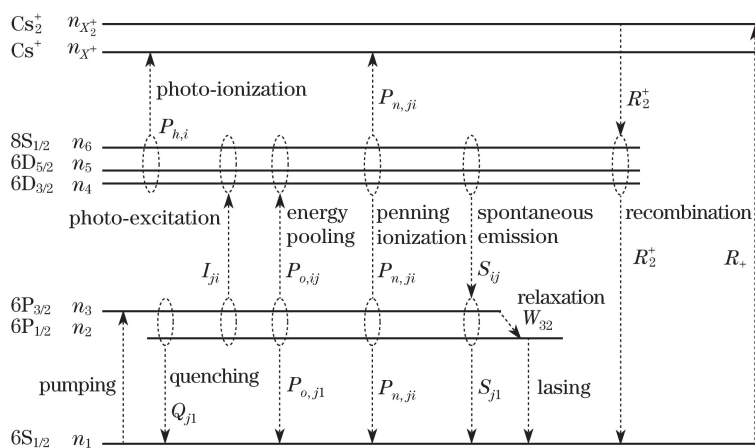 Cs₂⁺ n_{X₂⁺}
Cs⁺ n_{X⁺}
photo-ionization
P_{n,ji}
R₂⁺
P_{h,i}
8S_{1/2} n₆
6D_{5/2} n₅
6D_{3/2} n₄
photo-excitation
energy
pooling
penning
ionization
spontaneous
emission
recombination
I_{ji}
P_{o,ij}
P_{n,ji}
S_{ij}
R₂⁺
R₊
6P_{3/2} n₃
relaxation
6P_{1/2} n₂
W₃₂
pumping
quenching
Q_{j1}
P_{o,j1}
P_{n,ji}
S_{j1}
lasing
6S_{1/2} n₁